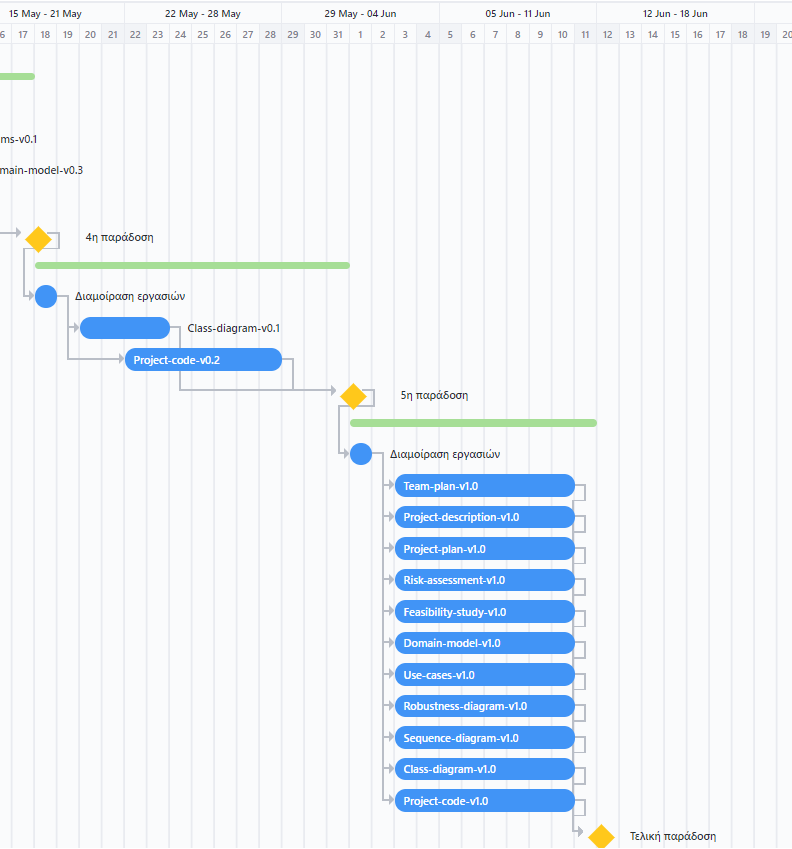 15 May - 21 May 22 May - 28 May 29 May - 04 Jun 05 Jun - 11 Jun 12 Jun - 18 Jun
6 17 18 19 20 21 22 23 24 25 26 27 28 29 30 31 1 2 3 4 5 6 7 8 9 10 11 12 13 14 15 16 17 18 19 20
ms-v0.1
main-model-v0.3
4η παράδοση
Διαμοίραση εργασιών
Class-diagram-v0.1
Project-code-v0.2
5η παράδοση
Διαμοίραση εργασιών
Team-plan-v1.0
Project-description-v1.0
Project-plan-v1.0
Risk-assessment-v1.0
Feasibility-study-v1.0
Domain-model-v1.0
Use-cases-v1.0
Robustness-diagram-v1.0
Sequence-diagram-v1.0
Class-diagram-v1.0
Project-code-v1.0
Τελική παράδοση